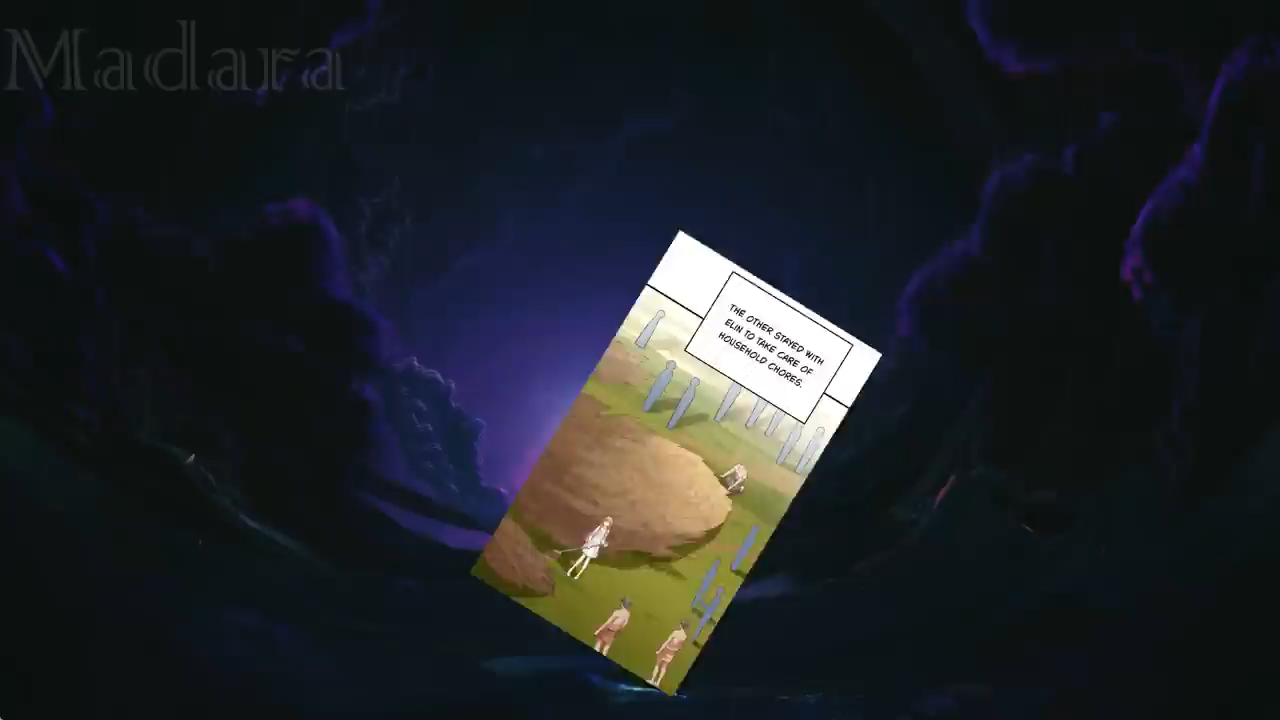 Madara
THE OTHER STAYED WITH
ELIN TO TAKE CARE OF
HOUSEHOLD CHORES.